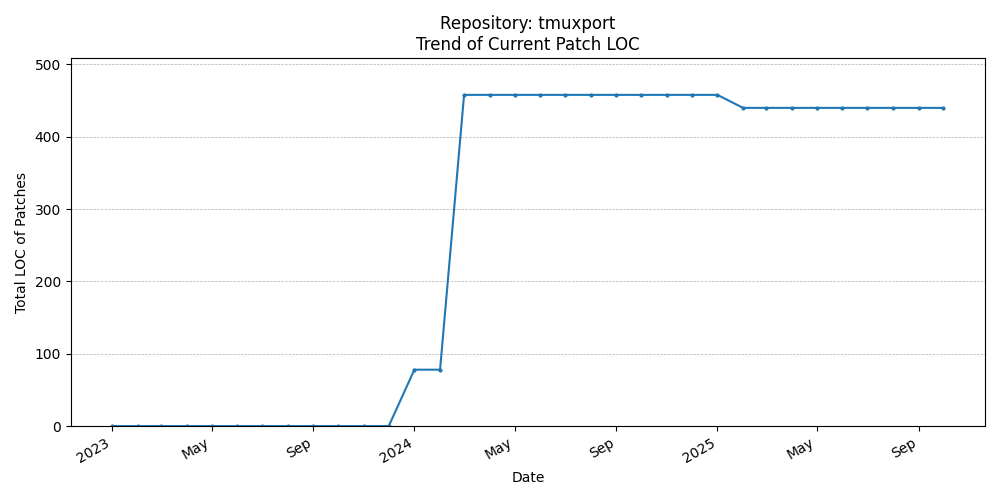 Repository: tmuxport
Trend of Current Patch LOC
500
400
300
200
100
0
Total LOC of Patches
2023
May
Sep
2024
May
Sep
2025
May
Sep
Date